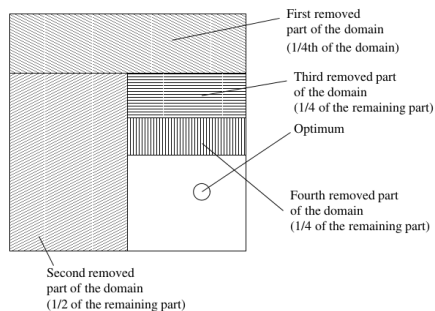 First removed
part of the domain
(1/4th of the domain)
Third removed part
of the domain
(1/4 of the remaining part)
Optimum
Fourth removed part
of the domain
(1/4 of the remaining part)
Second removed
part of the domain
(1/2 of the remaining part)